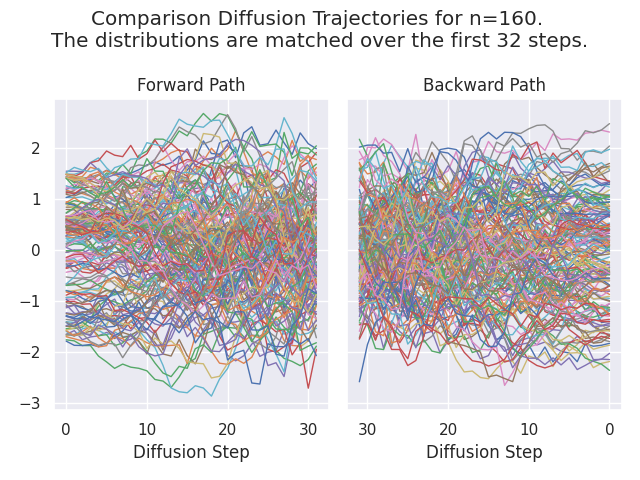 Comparison Diffusion Trajectories for n=160.
The distributions are matched over the first 32 steps.
Forward Path
Backward Path
2
1
0
−1
−2
−3
0
10
20
30
30
20
10
0
Diffusion Step
Diffusion Step